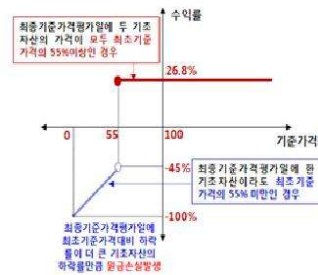 수익률
최종기준가격평가일에 두 기초
자산의 가격이 모두 최초기준
가격의 55%이상인 경우
26.8%
0
55
100
기준가격
-45%
최종기준가격평가일에 한
기초자산이라도 최초기준
가격의 55% 미만인 경우
-100%
최종기준가격평가일에
최초기준가격대비 하락
률이 더 큰 기초자산의
하락률만큼 원금손실발생